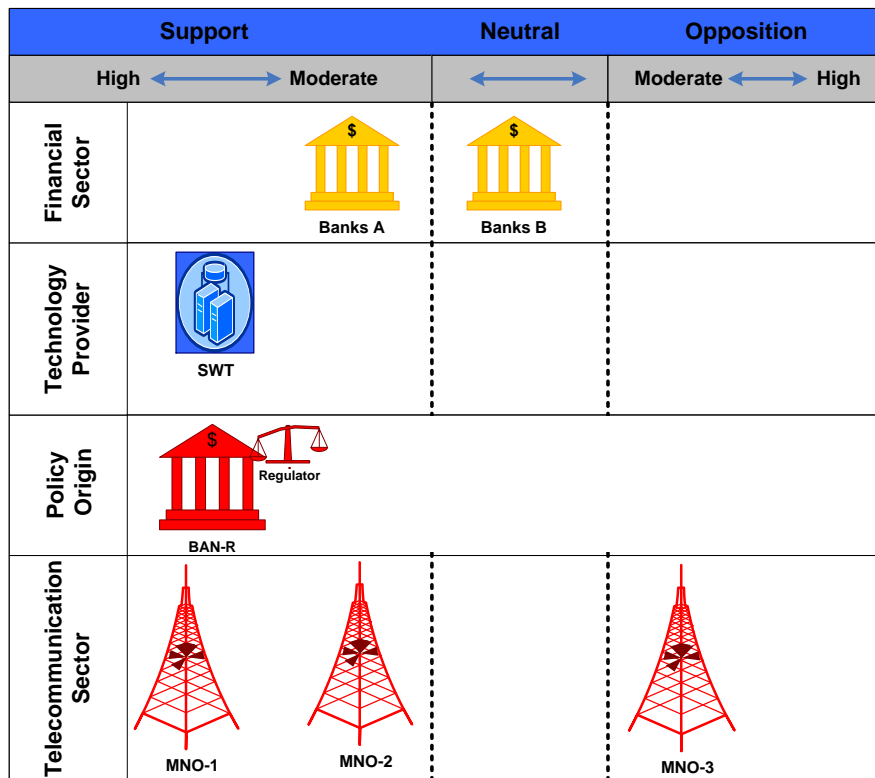 Support Neutral Opposition
High Moderate Moderate High
Financial
Sector
$ $
Banks A Banks B
Technology
Provider
SWT
Policy
Origin
$
Regulator
BAN-R
Telecommunication
Sector
MNO-1 MNO-2 MNO-3